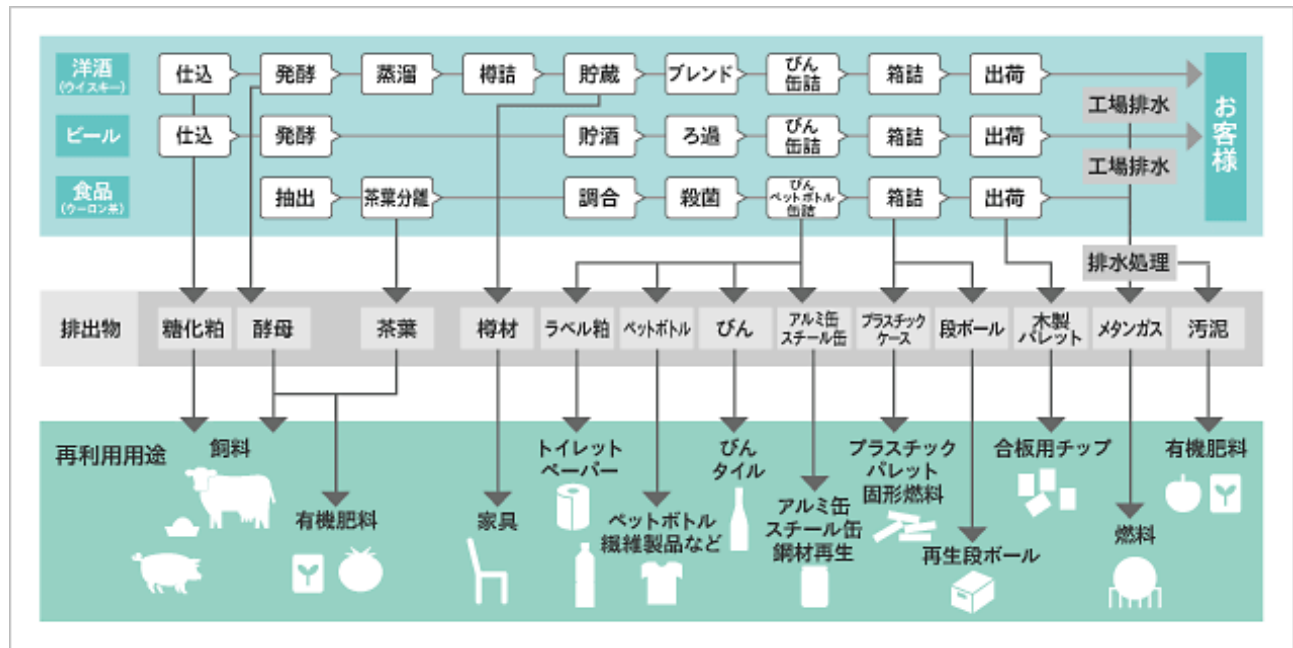 洋酒
(ウイスキー)
仕込
発酵
蒸溜
樽詰
貯蔵
ブレンド
びん
缶詰
箱詰
出荷
工場排水
お客様
ビール
仕込
発酵
貯酒
ろ過
びん
缶詰
箱詰
出荷
工場排水
食品
(ウーロン茶)
抽出
茶葉分離
調合
殺菌
びん
ペットボトル
缶詰
箱詰
出荷
排水処理
排出物
糖化粕
酵母
茶葉
樽材
ラベル粕
ペットボトル
びん
アルミ缶
スチール缶
プラスチック
ケース
段ボール
木製
パレット
メタンガス
汚泥
再利用用途
飼料
有機肥料
家具
トイレット
ペーパー
ペットボトル
繊維製品など
びん
タイル
アルミ缶
スチール缶
鋼材再生
プラスチック
パレット
固形燃料
再生段ボール
合板用チップ
燃料
有機肥料